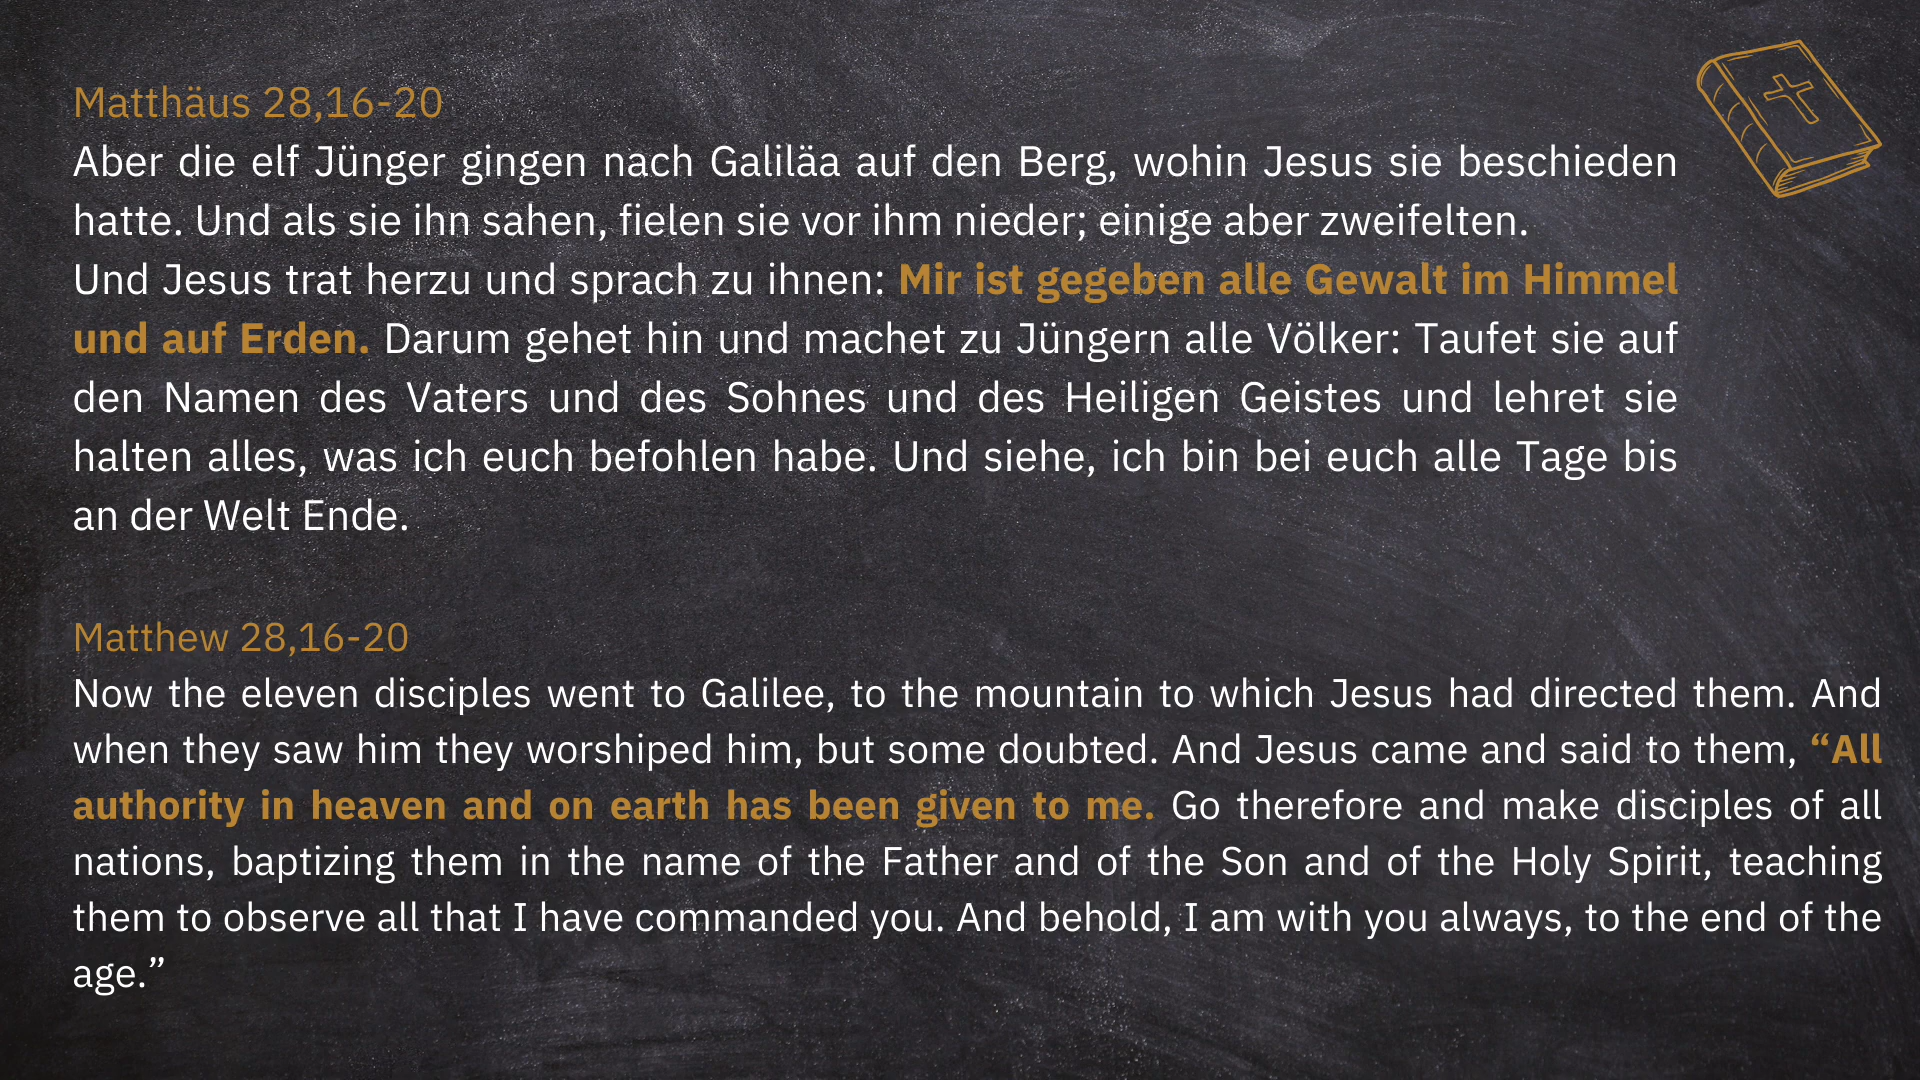 Matthäus 28,16-20
Aber die elf Jünger gingen nach Galiläa auf den Berg, wohin Jesus sie beschieden
hatte. Und als sie ihn sahen, fielen sie vor ihm nieder; einige aber zweifelten.
Und Jesus trat herzu und sprach zu ihnen: Mir ist gegeben alle Gewalt im Himmel
und auf Erden. Darum gehet hin und machet zu Jüngern alle Völker: Taufet sie auf
den Namen des Vaters und des Sohnes und des Heiligen Geistes und lehret sie
halten alles, was ich euch befohlen habe. Und siehe, ich bin bei euch alle Tage bis
an der Welt Ende.
Matthew 28,16-20
Now the eleven disciples went to Galilee, to the mountain to which Jesus had directed them. And
when they saw him they worshiped him, but some doubted. And Jesus came and said to them, “All
authority in heaven and on earth has been given to me. Go therefore and make disciples of all
nations, baptizing them in the name of the Father and of the Son and of the Holy Spirit, teaching
them to observe all that I have commanded you. And behold, I am with you always, to the end of the
age.”